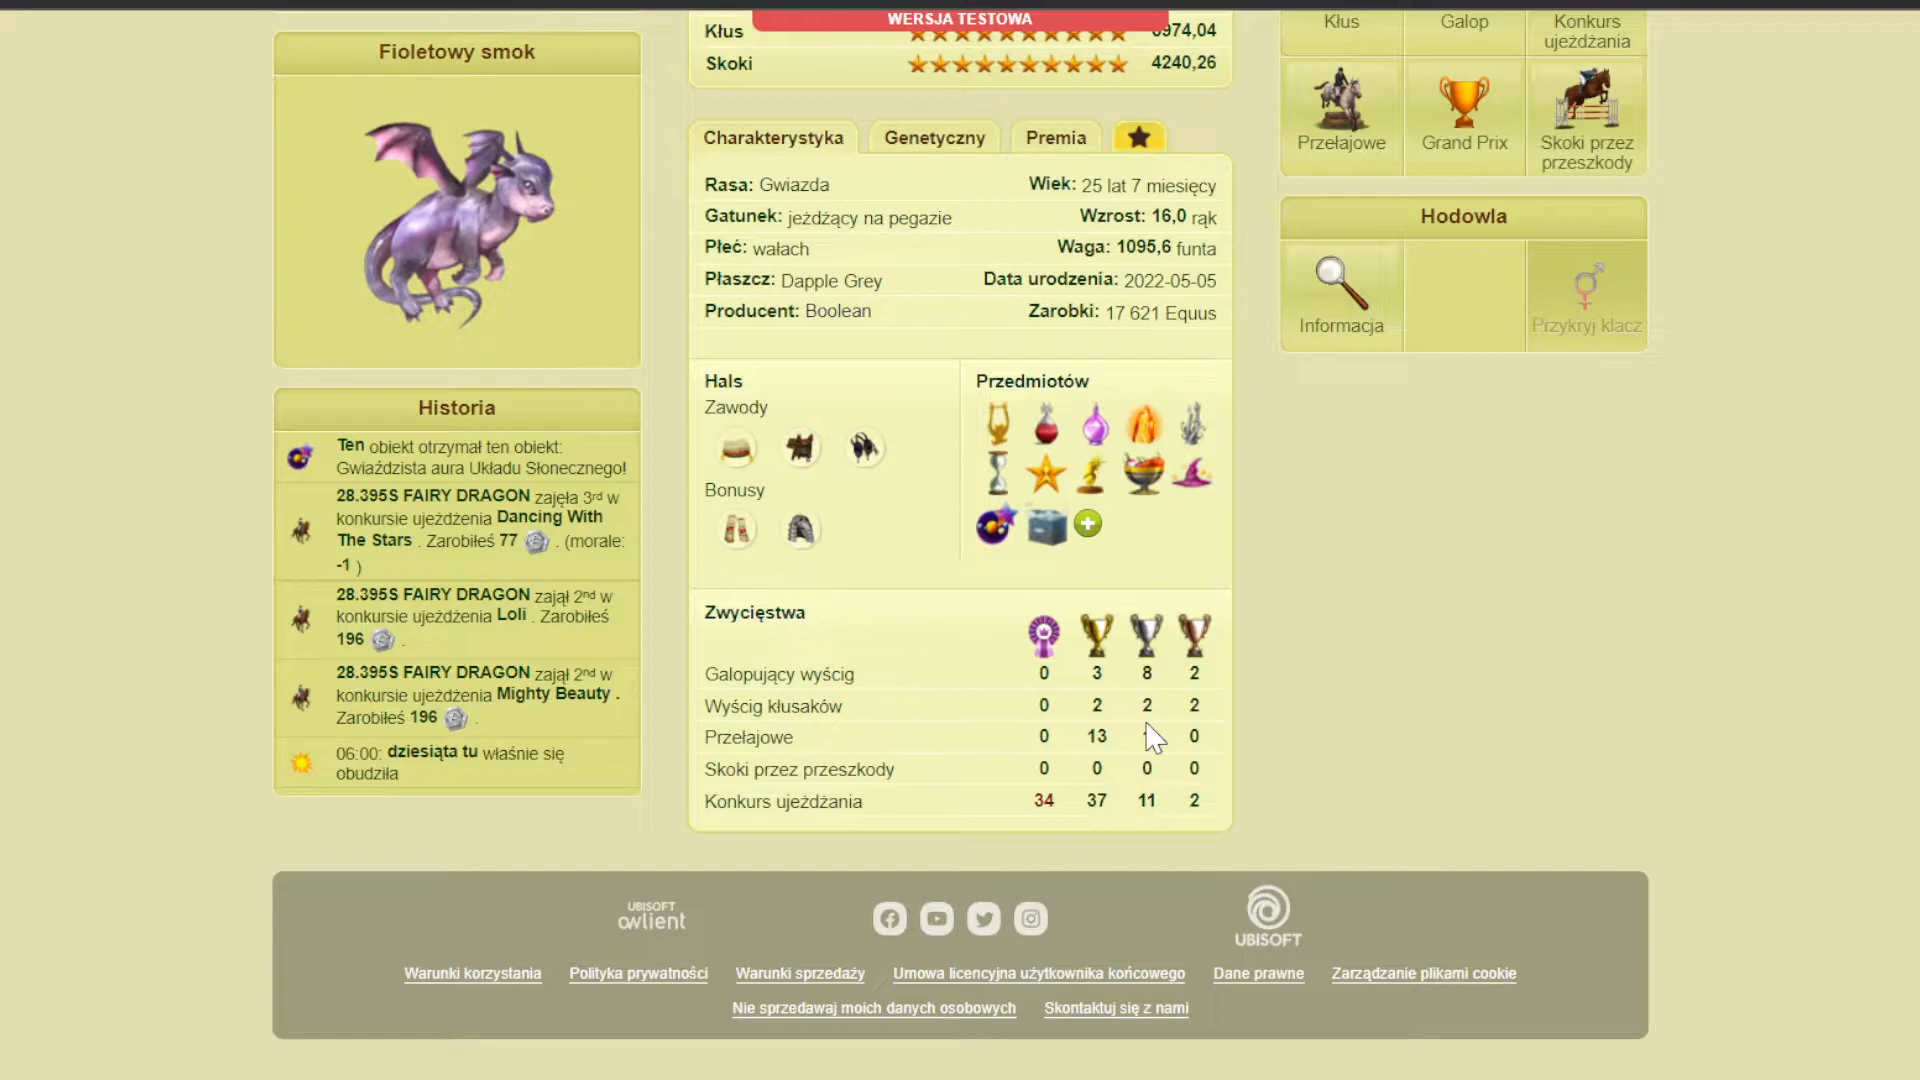 WERSJA TESTOWA
Kłus 6974,04
Skoki 4240,26
Fioletowy smok
Historia
Ten obiekt otrzymał ten obiekt:
Gwiaździsta aura Układu Słonecznego!
28.395S FAIRY DRAGON zajęła 3rd w
konkursie ujeżdżenia Dancing With
The Stars . Zarobiłeś 77 . (morale:
-1 )
28.395S FAIRY DRAGON zajął 2nd w
konkursie ujeżdżenia Loli . Zarobiłeś
196 .
28.395S FAIRY DRAGON zajął 2nd w
konkursie ujeżdżenia Mighty Beauty .
Zarobiłeś 196 .
06:00: dziesiąta tu właśnie się
obudziła
Charakterystyka Genetyczny Premia
Rasa: Gwiazda Wiek: 25 lat 7 miesięcy
Gatunek: jeżdżący na pegazie Wzrost: 16,0 rąk
Płeć: wałach Waga: 1095,6 funta
Płaszcz: Dapple Grey Data urodzenia: 2022-05-05
Producent: Boolean Zarobki: 17 621 Equus
Hals
Zawody
Bonusy
Przedmiotów
Zwycięstwa
Galopujący wyścig 0 3 8 2
Wyścig kłusaków 0 2 2 2
Przełajowe 0 13 0
Skoki przez przeszkody 0 0 0 0
Konkurs ujeżdżania 34 37 11 2
Kłus
Galop
Konkurs
ujeżdżania
Przełajowe
Grand Prix
Skoki przez
przeszkody
Hodowla
Informacja
Przykryj klacz
UBISOFT
owlient
UBISOFT
Warunki korzystania Polityka prywatności Warunki sprzedaży Umowa licencyjna użytkownika końcowego Dane prawne Zarządzanie plikami cookie
Nie sprzedawaj moich danych osobowych Skontaktuj się z nami